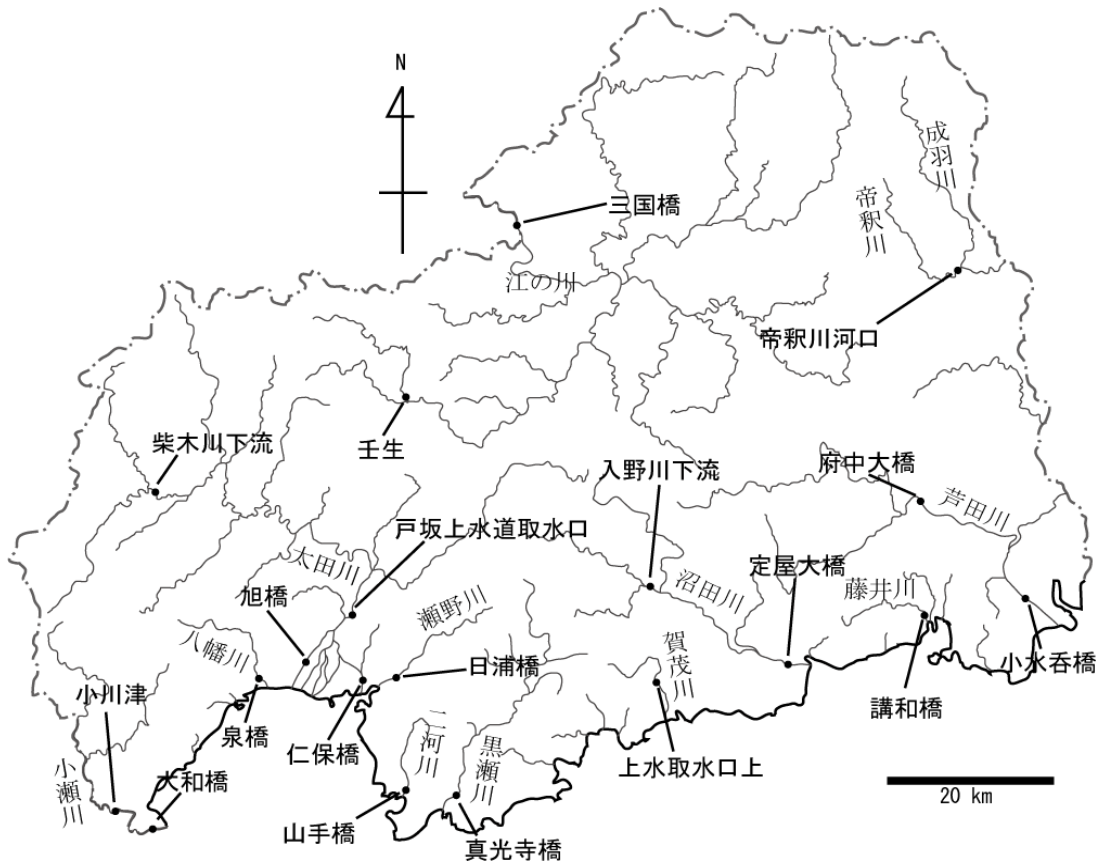 N
三国橋
成羽川
帝釈川
江の川
帝釈川河口
柴木川下流
壬生
入野川下流
府中大橋
芦田川
戸坂上水道取水口
太田川
定屋大橋
旭橋
瀬野川
沼田川
藤井川
八幡川
日浦橋
賀茂川
小水呑橋
小川津
泉橋
仁保橋
講和橋
二河川
黒瀬川
上水取水口上
小瀬川
大和橋
山手橋
真光寺橋
20 km